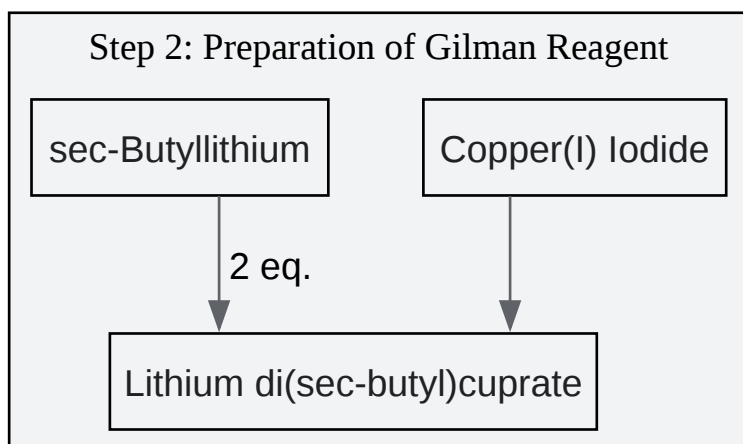 Step 2: Preparation of Gilman Reagent
sec-Butyllithium
Copper(I) Iodide
2 eq.
Lithium di(sec-butyl)cuprate